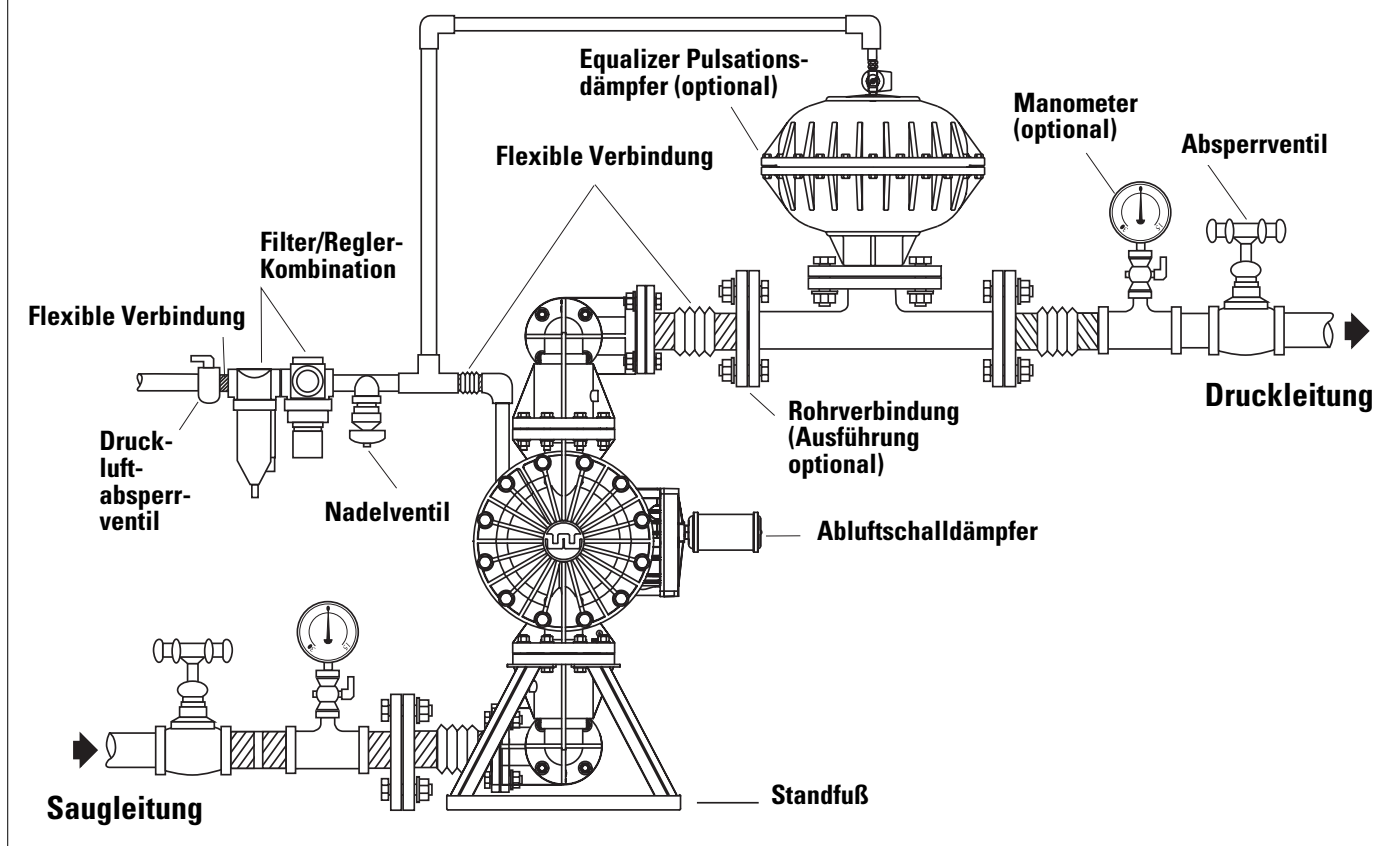 Equalizer Pulsations-
dämpfer (optional)
Manometer
(optional)
Absperrventil
Flexible Verbindung
Filter/Regler-
Kombination
Flexible Verbindung
Druckleitung
Rohrverbindung
(Ausführung
optional)
Druck-
luft-
absperr-
ventil
Nadelventil
Abluftschalldämpfer
Standfuß
Saugleitung